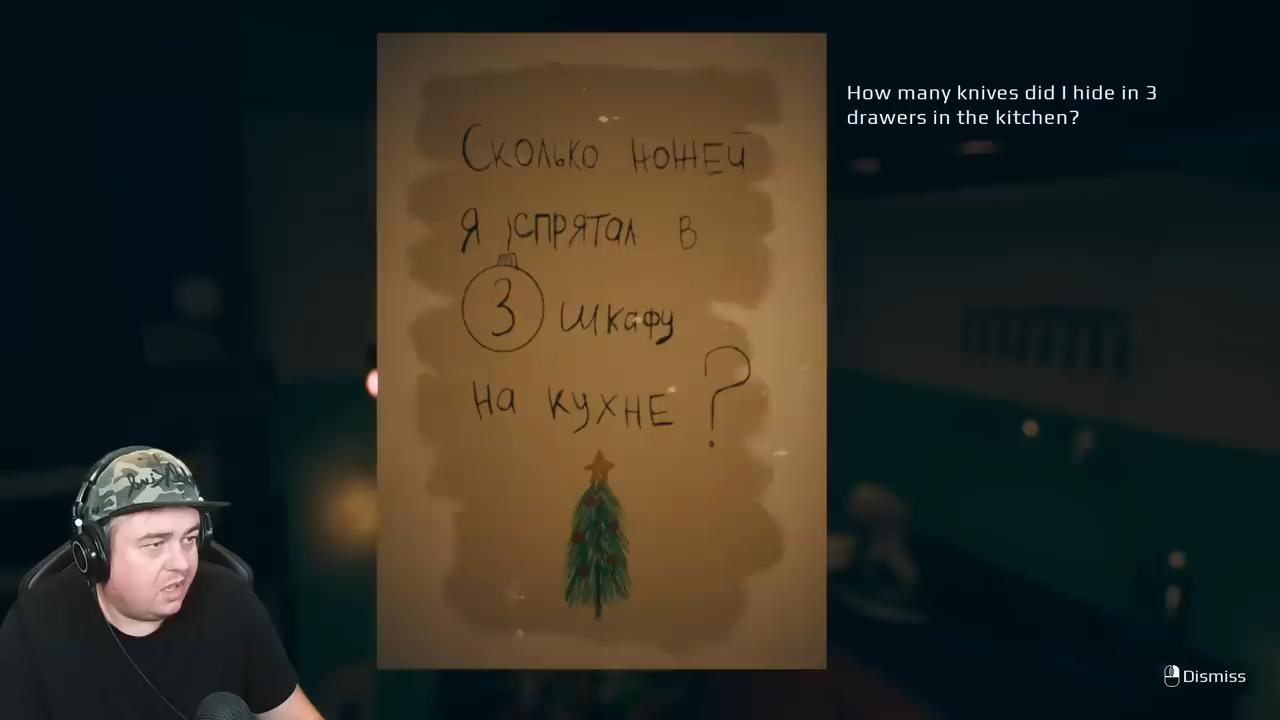 Сколько ножей
я спрятал в
3 шкафу
на кухне?
How many knives did I hide in 3
drawers in the kitchen?
Dismiss